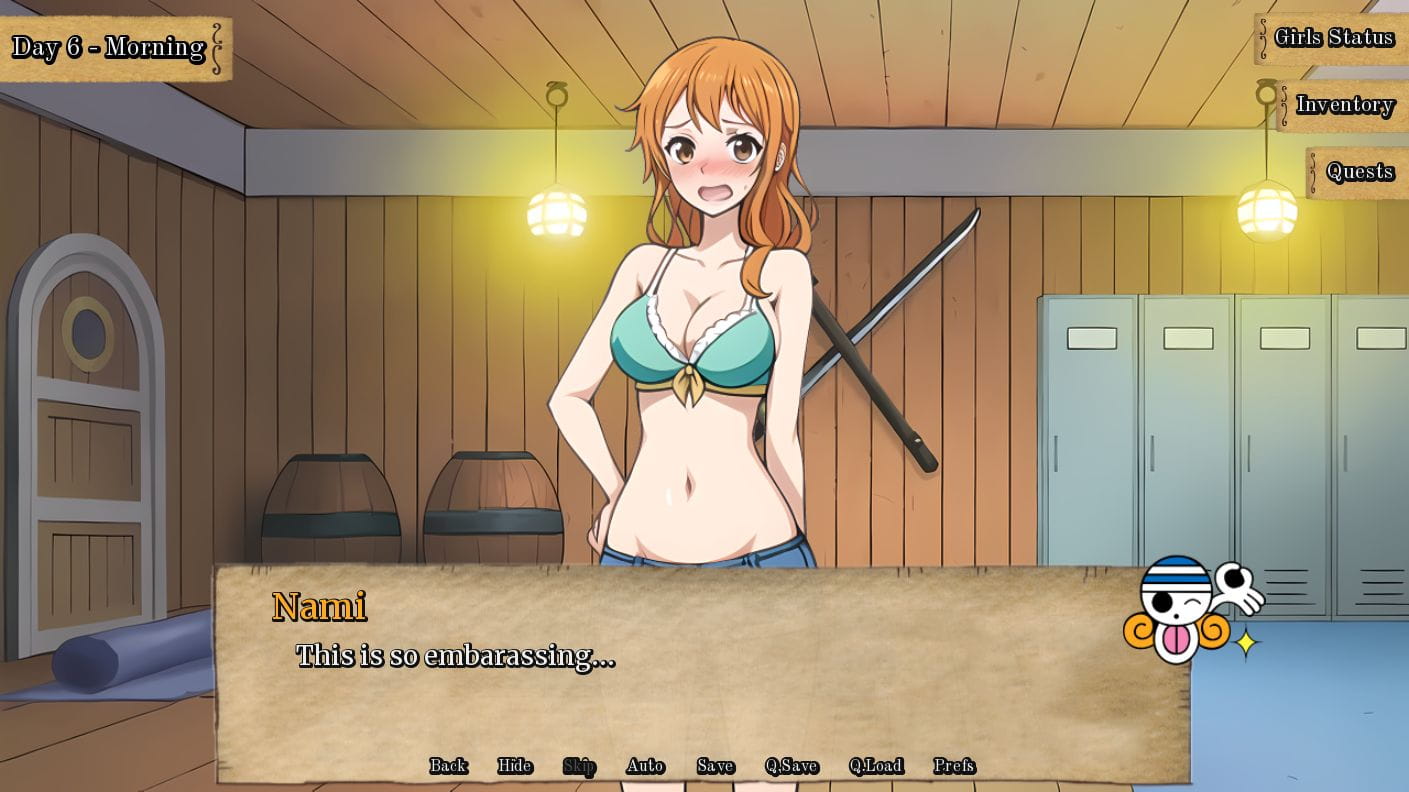 Day 6 - Morning
Girls Status
Inventory
Quests
Nami
This is so embarassing...
Back Hide Skip Auto Save Q.Save Q.Load Prefs